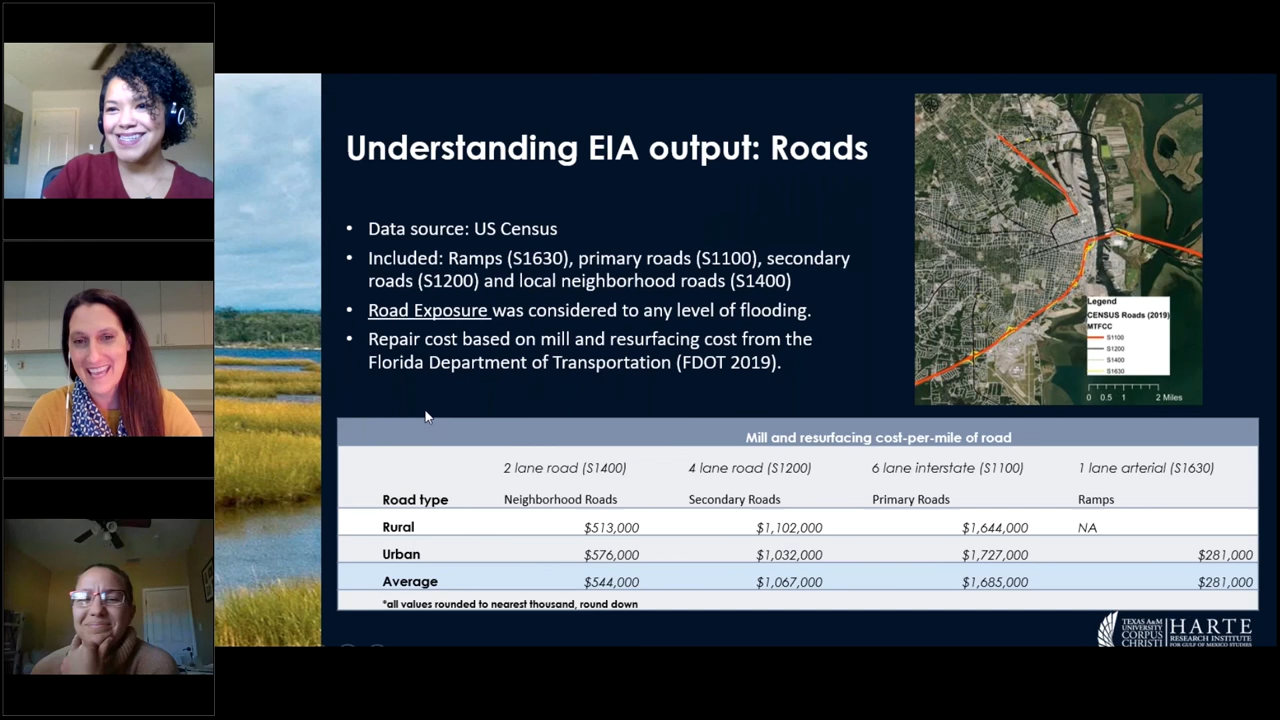 Understanding EIA output: Roads
• Data source: US Census
• Included: Ramps (S1630), primary roads (S1100), secondary
roads (S1200) and local neighborhood roads (S1400)
• Road Exposure was considered to any level of flooding.
• Repair cost based on mill and resurfacing cost from the
Florida Department of Transportation (FDOT 2019).
Legend
CENSUS Roads (2019)
MTFCC
S1100
S1200
S1400
S1630
0 0.5 1 2 Miles
Mill and resurfacing cost-per-mile of road
2 lane road (S1400) 4 lane road (S1200) 6 lane interstate (S1100) 1 lane arterial (S1630)
Road type Neighborhood Roads Secondary Roads Primary Roads Ramps
Rural $513,000 $1,102,000 $1,644,000 NA
Urban $576,000 $1,032,000 $1,727,000 $281,000
Average $544,000 $1,067,000 $1,685,000 $281,000
*all values rounded to nearest thousand, round down
TEXAS A&M
UNIVERSITY
CORPUS
CHRISTI
HARTE
RESEARCH INSTITUTE
FOR GULF OF MEXICO STUDIES